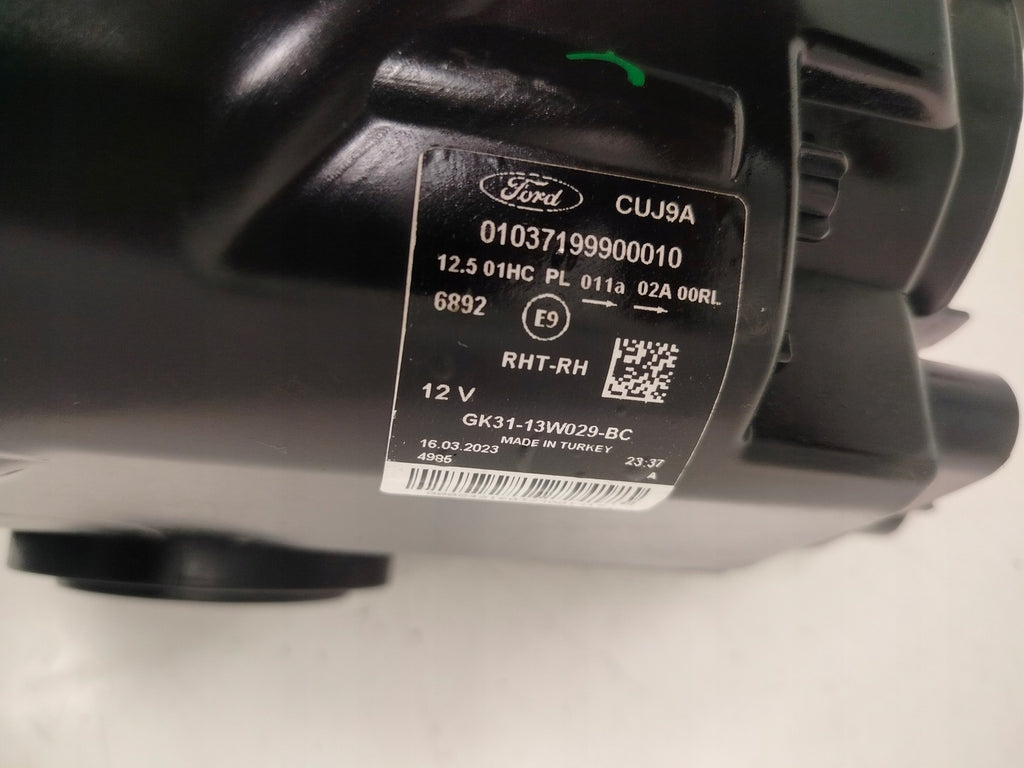 Ford CUJ9A
01037199900010
12.5 01HC PL 011a 02A 00RL
6892 E9
RHT-RH
12 V
GK31-13W029-BC
MADE IN TURKEY
16.03.2023 23:37
4985 A